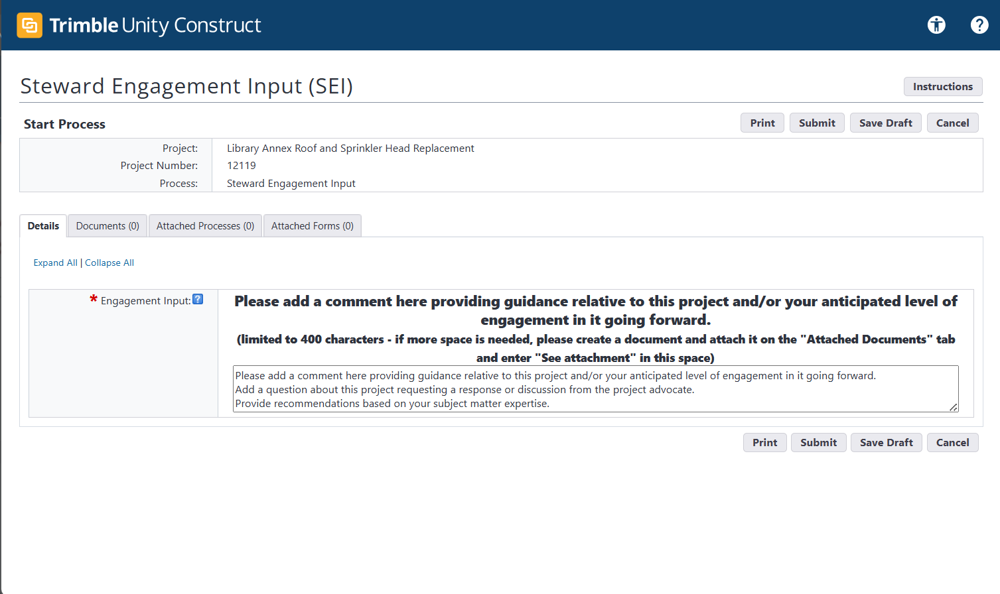 Trimble Unity Construct
Steward Engagement Input (SEI)
Instructions
Start Process
Print Submit Save Draft Cancel
Project: Library Annex Roof and Sprinkler Head Replacement
Project Number: 12119
Process: Steward Engagement Input
Details Documents (0) Attached Processes (0) Attached Forms (0)
Expand All | Collapse All
* Engagement Input: ?
Please add a comment here providing guidance relative to this project and/or your anticipated level of
engagement in it going forward.
(limited to 400 characters - if more space is needed, please create a document and attach it on the "Attached Documents" tab
and enter "See attachment" in this space)
Please add a comment here providing guidance relative to this project and/or your anticipated level of engagement in it going forward.
Add a question about this project requesting a response or discussion from the project advocate.
Provide recommendations based on your subject matter expertise.
Print Submit Save Draft Cancel